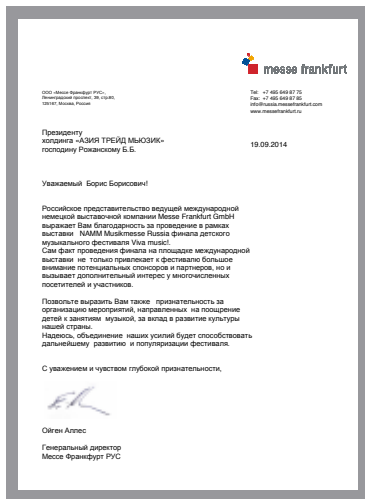 messe frankfurt
ООО «Мессе Франкфурт РУС»,
Ленинградский проспект, 39, стр.80,
125167, Москва, Россия
Tel: +7 495 649 87 75
Fax: +7 495 649 87 85
info@russia.messefrankfurt.com
www.messefrankfurt.ru
Президенту
холдинга «АЗИЯ ТРЕЙД МЬЮЗИК»
господину Рожанскому Б.Б.
19.09.2014
Уважаемый Борис Борисович!
Российское представительство ведущей международной
немецкой выставочной компании Messe Frankfurt GmbH
выражает Вам благодарность за проведение в рамках
выставки NAMM Musikmesse Russia финала детского
музыкального фестиваля Viva music!.
Сам факт проведения финала на площадке международной
выставки не только привлекает к фестивалю большое
внимание потенциальных спонсоров и партнеров, но и
вызывает дополнительный интерес у многочисленных
посетителей и участников.
Позвольте выразить Вам также признательность за
организацию мероприятий, направленных на поощрение
детей к занятиям музыкой, за вклад в развитие культуры
нашей страны.
Надеюсь, объединение наших усилий будет способствовать
дальнейшему развитию и популяризации фестиваля.
С уважением и чувством глубокой признательности,
Ойген Аллес
Генеральный директор
Мессе Франкфурт РУС